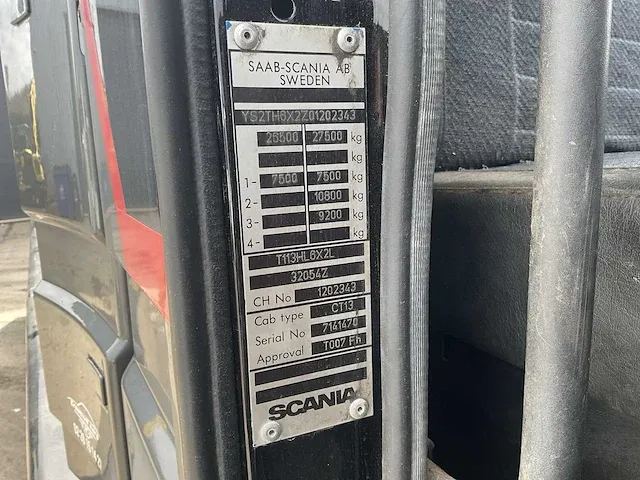 SAAB-SCANIA AB
SWEDEN
YS2TH6X2Z01202343
26500 27500 kg
kg
1- 7500 7500 kg
2- 10800 kg
3- 9200 kg
4- kg
T113HL6X2L
32054Z
CH No 1202343
Cab type CT13
Serial No 7141470
Approval T007 Fh
SCANIA